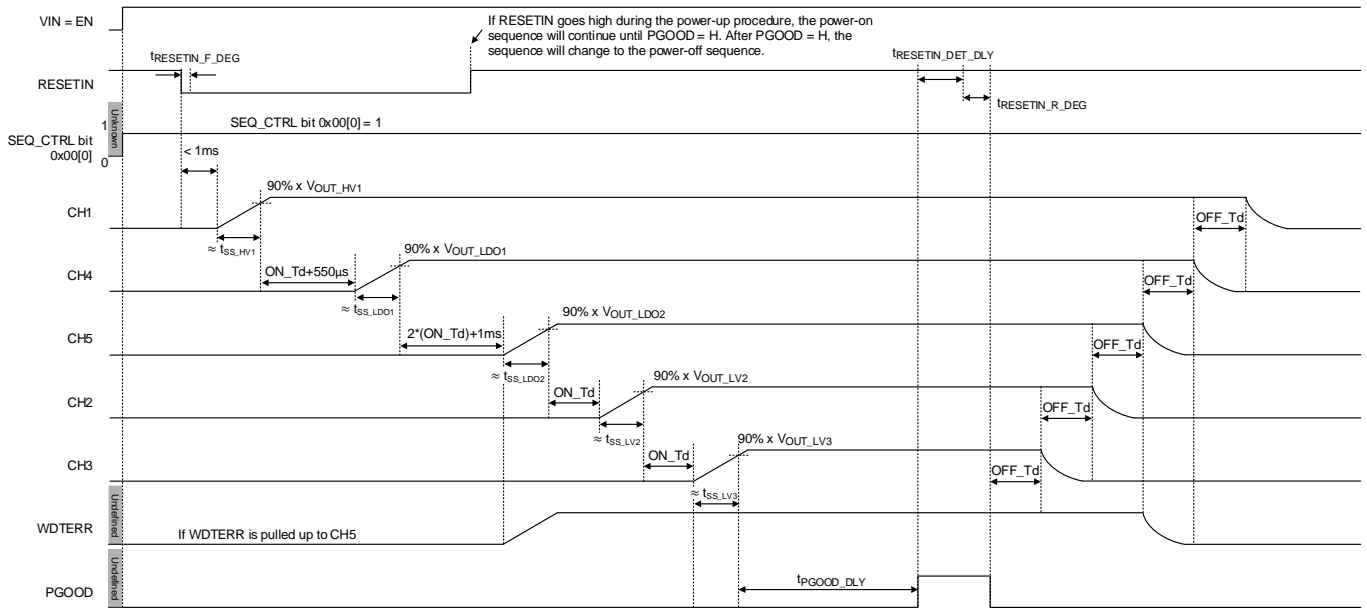 VIN = EN
If RESETIN goes high during the power-up procedure, the power-on
sequence will continue until PGOOD = H. After PGOOD = H, the
sequence will change to the power-off sequence.
tRESETIN_F_DEG
tRESETIN_DET_DLY
RESETIN
tRESETIN_R_DEG
Unknown
1
SEQ_CTRL bit 0x00[0] = 1
SEQ_CTRL bit
0x00[0]
0
< 1ms
90% x VOUT_HV1
CH1
OFF_Td
≈ tSS_HV1
90% x VOUT_LDO1
CH4
ON_Td+550µs
OFF_Td
≈ tSS_LDO1
90% x VOUT_LDO2
CH5
2*(ON_Td)+1ms
OFF_Td
≈ tSS_LDO2
90% x VOUT_LV2
CH2
ON_Td
OFF_Td
≈ tSS_LV2
90% x VOUT_LV3
CH3
ON_Td
OFF_Td
≈ tSS_LV3
Undefined
WDTERR
If WDTERR is pulled up to CH5
Undefined
PGOOD
tPGOOD_DLY